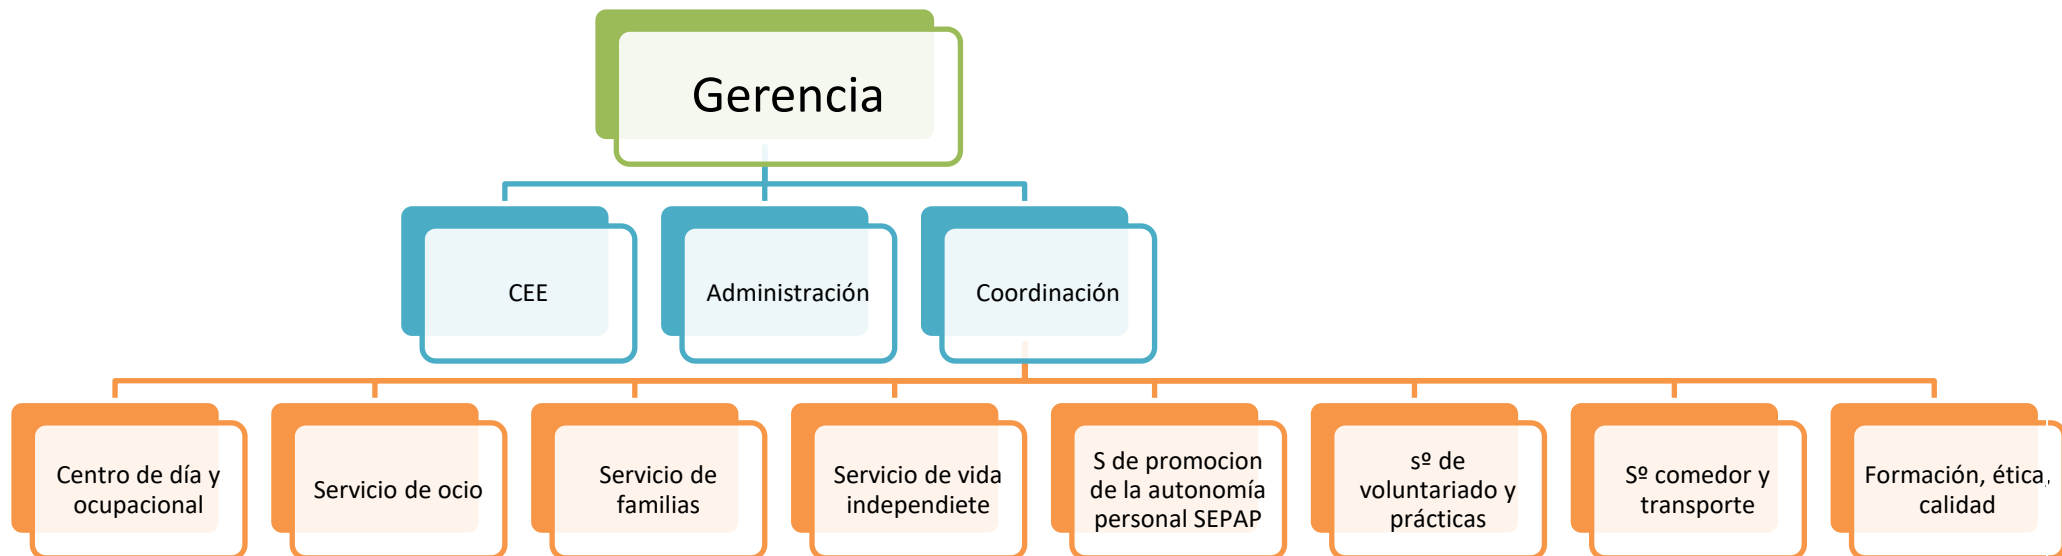 Gerencia
CEE
Administración
Coordinación
Centro de día y
ocupacional
Servicio de ocio
Servicio de
familias
Servicio de vida
independiete
S de promocion
de la autonomía
personal SEPAP
sº de
voluntariado y
prácticas
Sº comedor y
transporte
Formación, ética,
calidad